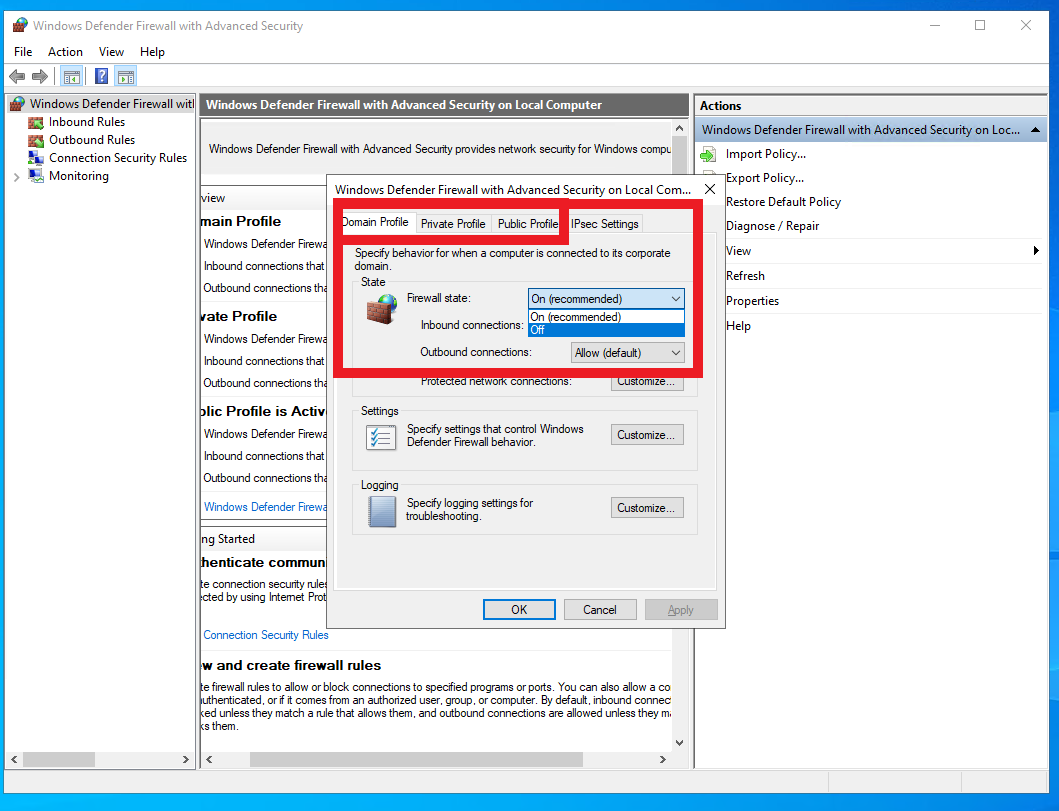 Windows Defender Firewall with Advanced Security
File Action View Help
Windows Defender Firewall wit
Inbound Rules
Outbound Rules
Connection Security Rules
Monitoring
Windows Defender Firewall with Advanced Security on Local Computer
Windows Defender Firewall with Advanced Security provides network security for Windows compu
view
main Profile
Windows Defender Firewa
Inbound connections that
Outbound connections tha
vate Profile
Windows Defender Firewa
Inbound connections that
Outbound connections tha
blic Profile is Activ
Windows Defender Firewa
Inbound connections that
Outbound connections tha
Windows Defender Firewa
ng Started
thenticate commun
te connection security rules
cted by using Internet Prot
Connection Security Rules
w and create firewall rules
te firewall rules to allow or block connections to specified programs or ports. You can also allow a co
uthenticated, or if it comes from an authorized user, group, or computer. By default, inbound connec
ked unless they match a rule that allows them, and outbound connections are allowed unless they ma
ks them.
Windows Defender Firewall with Advanced Security on Local Com...
Domain Profile Private Profile Public Profile IPsec Settings
Specify behavior for when a computer is connected to its corporate
domain.
State
Firewall state: On (recommended)
On (recommended)
Off
Inbound connections:
Outbound connections: Allow (default)
Protected network connections: Customize...
Settings
Specify settings that control Windows
Defender Firewall behavior.
Customize...
Logging
Specify logging settings for
troubleshooting.
Customize...
OK Cancel Apply
Actions
Windows Defender Firewall with Advanced Security on Loc...
Import Policy...
Export Policy...
Restore Default Policy
Diagnose / Repair
View
Refresh
Properties
Help